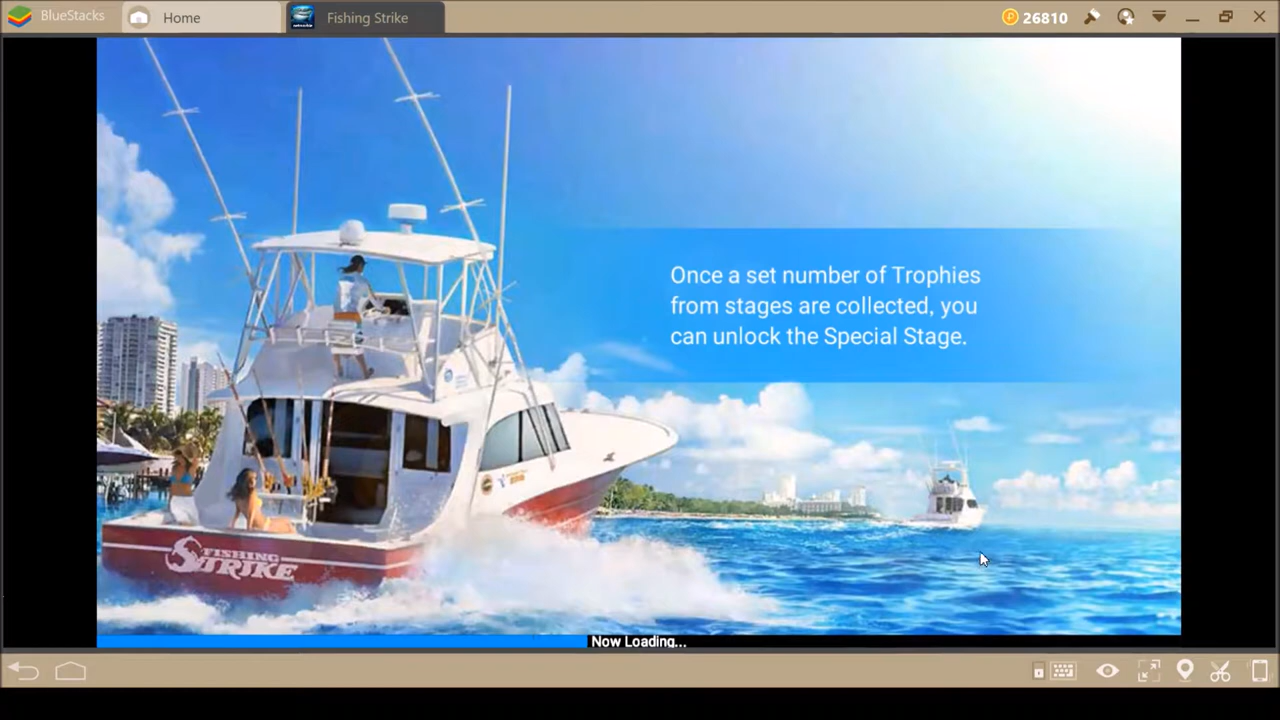 BlueStacks
Home
Fishing Strike
26810
Once a set number of Trophies
from stages are collected, you
can unlock the Special Stage.
FISHING
STRIKE
Now Loading...